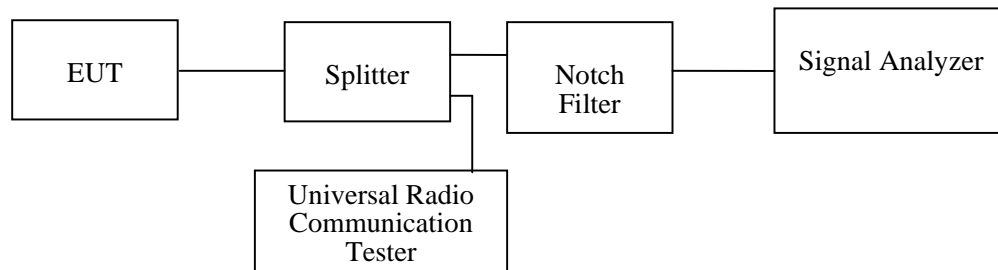 EUT
Splitter
Notch
Filter
Signal Analyzer
Universal Radio
Communication
Tester